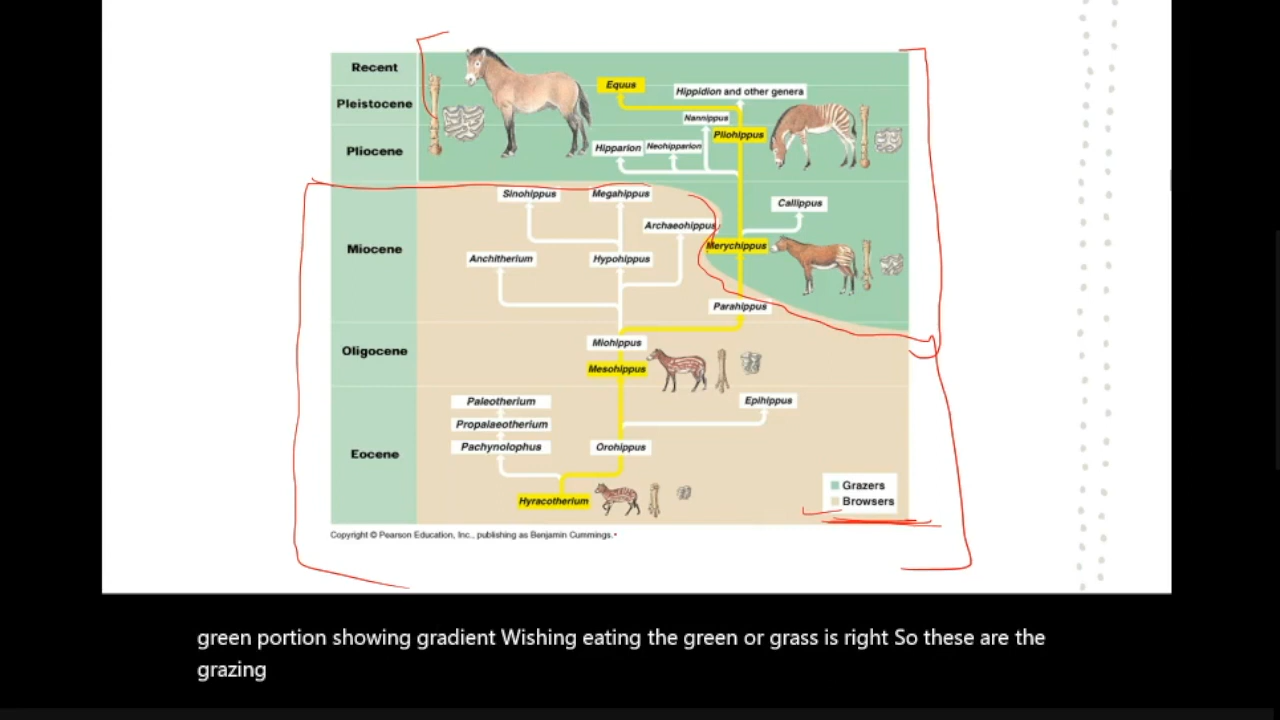 Recent
Equus
Hippidion and other genera
Pleistocene
Nannippus
Pliohippus
Pliocene
Hipparion
Neohipparion
Sinohippus
Megahippus
Callippus
Archaeohippus
Miocene
Merychippus
Anchitherium
Hypohippus
Parahippus
Oligocene
Miohippus
Mesohippus
Paleotherium
Epihippus
Propalaeotherium
Pachynolophus
Orohippus
Eocene
Grazers
Browsers
Hyracotherium
Copyright © Pearson Education, Inc., publishing as Benjamin Cummings.
green portion showing gradient Wishing eating the green or grass is right So these are the
grazing